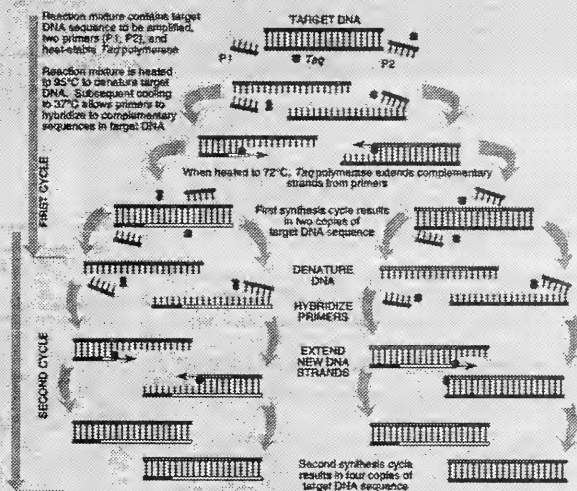 Reaction mixture contains target
DNA sequence to be amplified,
two primers (P1, P2), and
heat-stable Taq polymerase
Reaction mixture is heated
to 95°C to denature target
DNA. Subsequent cooling
to 37°C allows primers to
hybridize to complementary
sequences in target DNA
TARGET DNA
P1
Taq
P2
When heated to 72°C, Taq polymerase extends complementary
strands from primers
FIRST CYCLE
First synthesis cycle results
in two copies of
target DNA sequence
DENATURE
DNA
HYBRIDIZE
PRIMERS
SECOND CYCLE
EXTEND
NEW DNA
STRANDS
Second synthesis cycle
results in four copies of
target DNA sequence